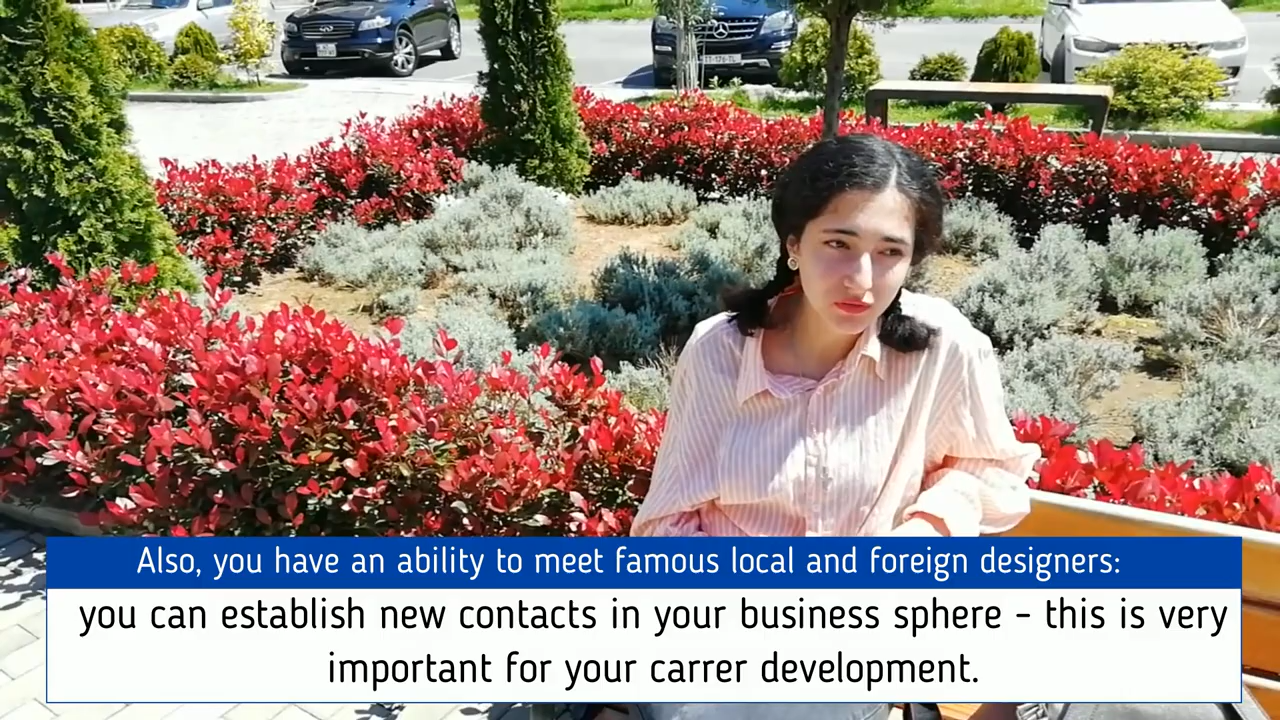 Also, you have an ability to meet famous local and foreign designers:
you can establish new contacts in your business sphere - this is very
important for your carrer development.